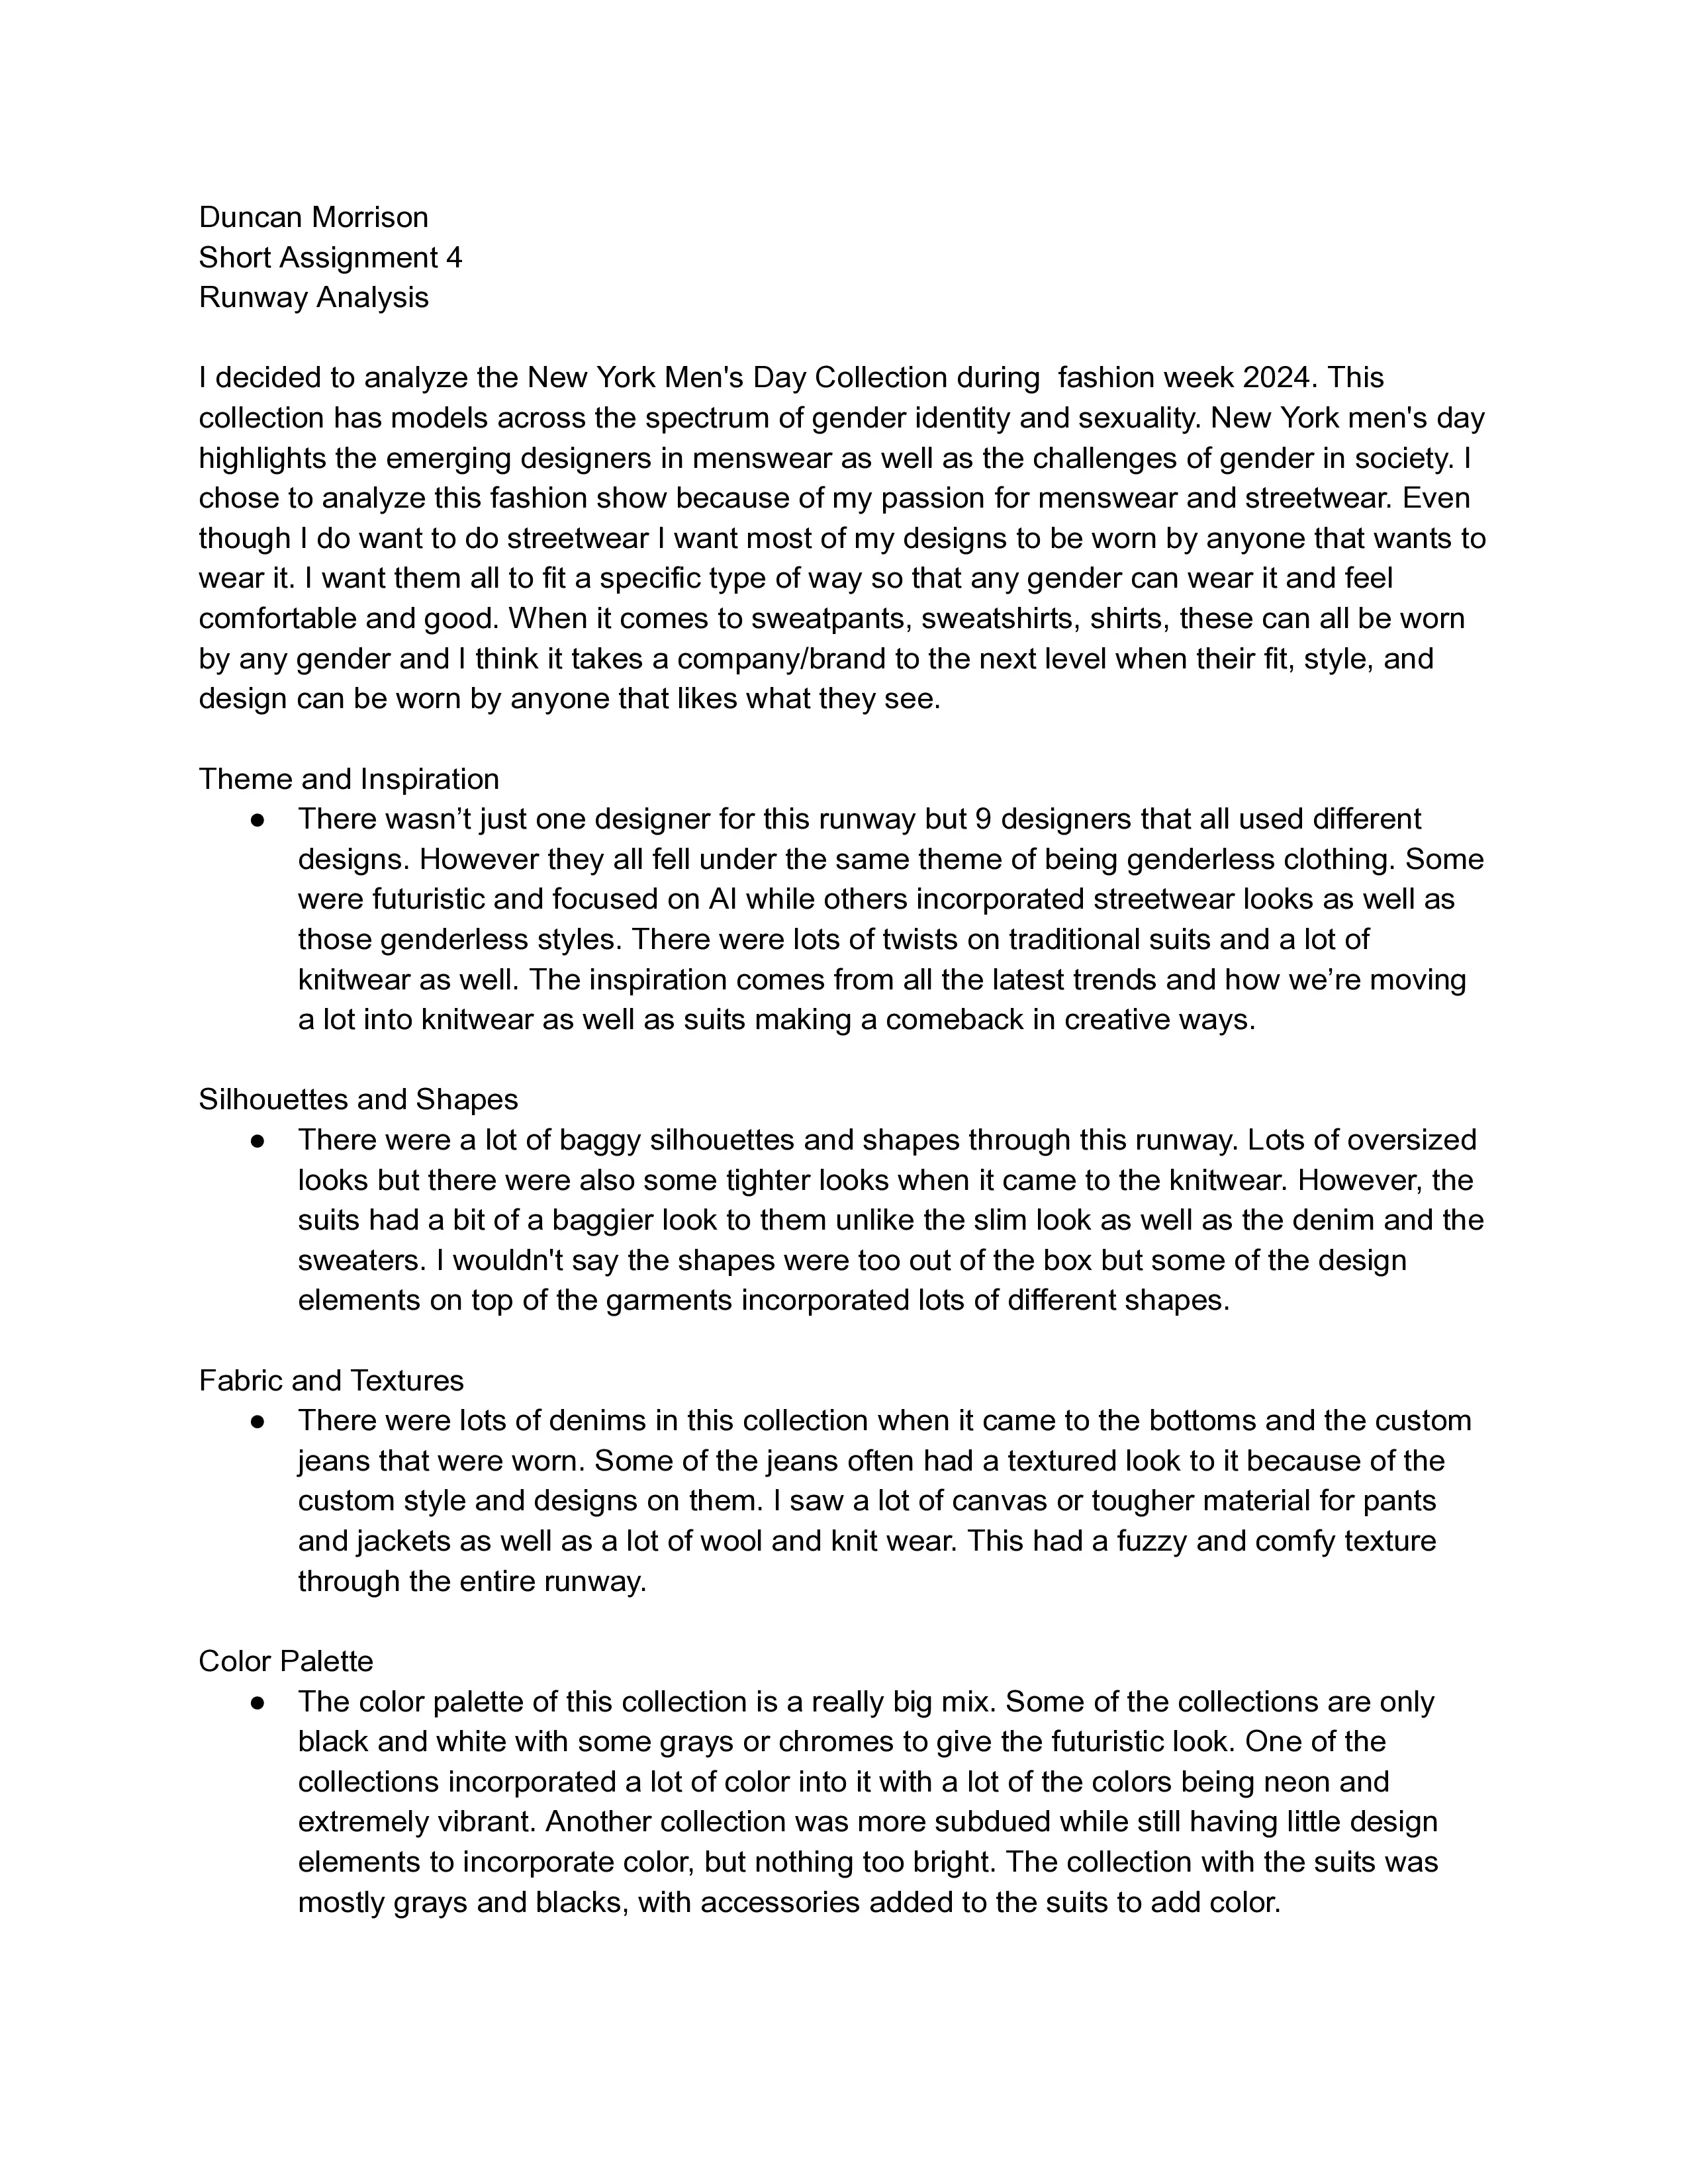 Duncan Morrison
Short Assignment 4
Runway Analysis
I decided to analyze the New York Men's Day Collection during  fashion week 2024. This
collection has models across the spectrum of gender identity and sexuality. New York men's day
highlights the emerging designers in menswear as well as the challenges of gender in society. I
chose to analyze this fashion show because of my passion for menswear and streetwear. Even
though I do want to do streetwear I want most of my designs to be worn by anyone that wants to
wear it. I want them all to fit a specific type of way so that any gender can wear it and feel
comfortable and good. When it comes to sweatpants, sweatshirts, shirts, these can all be worn
by any gender and I think it takes a company/brand to the next level when their fit, style, and
design can be worn by anyone that likes what they see.
Theme and Inspiration
● There wasn’t just one designer for this runway but 9 designers that all used different
designs. However they all fell under the same theme of being genderless clothing. Some
were futuristic and focused on AI while others incorporated streetwear looks as well as
those genderless styles. There were lots of twists on traditional suits and a lot of
knitwear as well. The inspiration comes from all the latest trends and how we’re moving
a lot into knitwear as well as suits making a comeback in creative ways.
Silhouettes and Shapes
● There were a lot of baggy silhouettes and shapes through this runway. Lots of oversized
looks but there were also some tighter looks when it came to the knitwear. However, the
suits had a bit of a baggier look to them unlike the slim look as well as the denim and the
sweaters. I wouldn't say the shapes were too out of the box but some of the design
elements on top of the garments incorporated lots of different shapes.
Fabric and Textures
● There were lots of denims in this collection when it came to the bottoms and the custom
jeans that were worn. Some of the jeans often had a textured look to it because of the
custom style and designs on them. I saw a lot of canvas or tougher material for pants
and jackets as well as a lot of wool and knit wear. This had a fuzzy and comfy texture
through the entire runway.
Color Palette
● The color palette of this collection is a really big mix. Some of the collections are only
black and white with some grays or chromes to give the futuristic look. One of the
collections incorporated a lot of color into it with a lot of the colors being neon and
extremely vibrant. Another collection was more subdued while still having little design
elements to incorporate color, but nothing too bright. The collection with the suits was
mostly grays and blacks, with accessories added to the suits to add color.